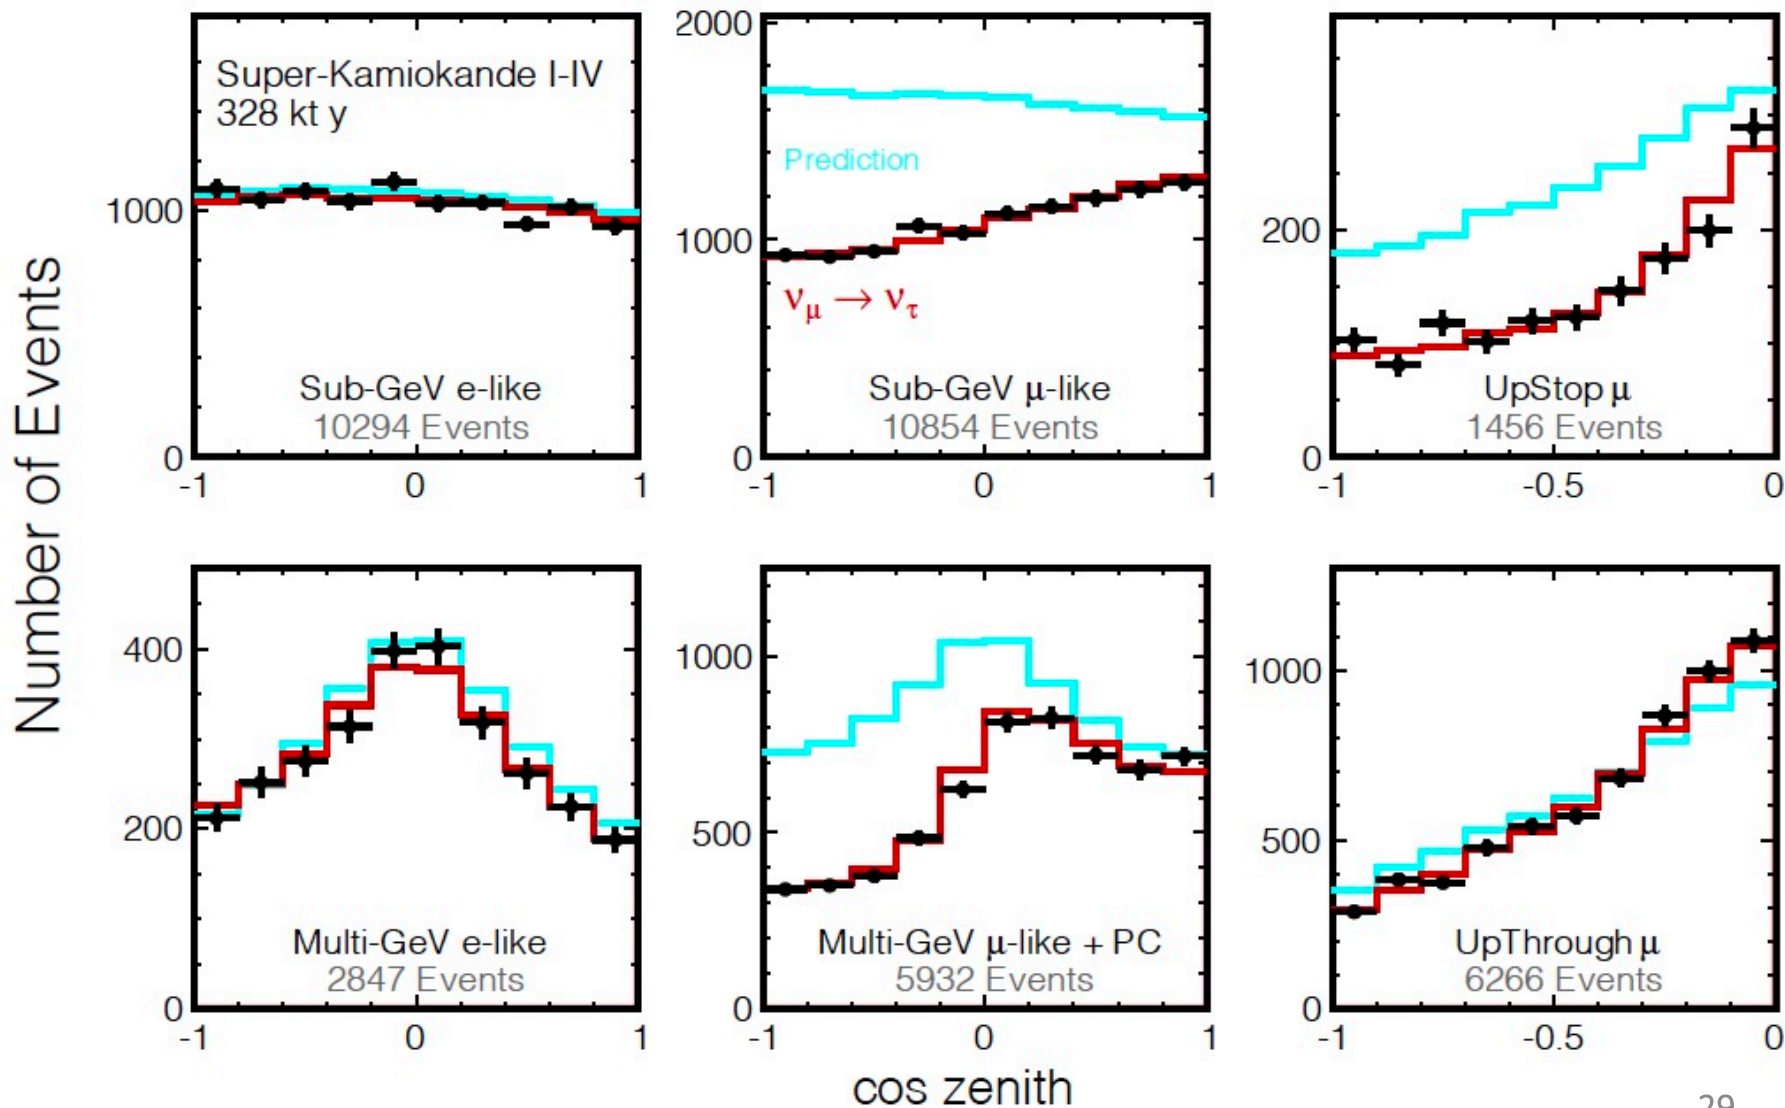 Number of Events
Super-Kamiokande I-IV
328 kt y
1000
0
-1
0
1
Sub-GeV e-like
10294 Events
2000
1000
0
-1
0
1
Prediction
νμ → ντ
Sub-GeV μ-like
10854 Events
200
0
-1
-0.5
0
UpStop μ
1456 Events
400
200
0
-1
0
1
Multi-GeV e-like
2847 Events
1000
500
0
-1
0
1
Multi-GeV μ-like + PC
5932 Events
1000
500
0
-1
-0.5
0
UpThrough μ
6266 Events
cos zenith
29